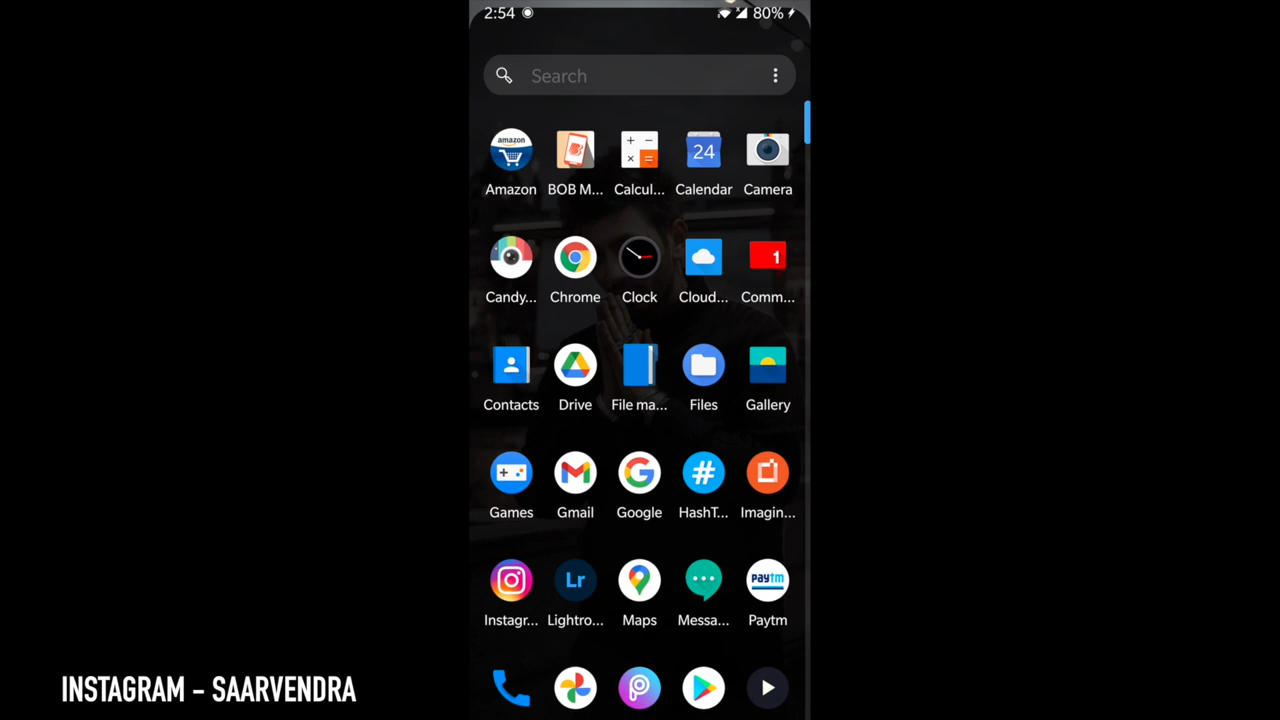 2:54 80%
Search
amazon 24
Amazon BOB M... Calcul... Calendar Camera
1
Candy... Chrome Clock Cloud... Comm...
Contacts Drive File ma... Files Gallery
#
Games Gmail Google HashT... Imagin...
Lr paytm
Instagr... Lightro... Maps Messa... Paytm
INSTAGRAM - SAARVENDRA